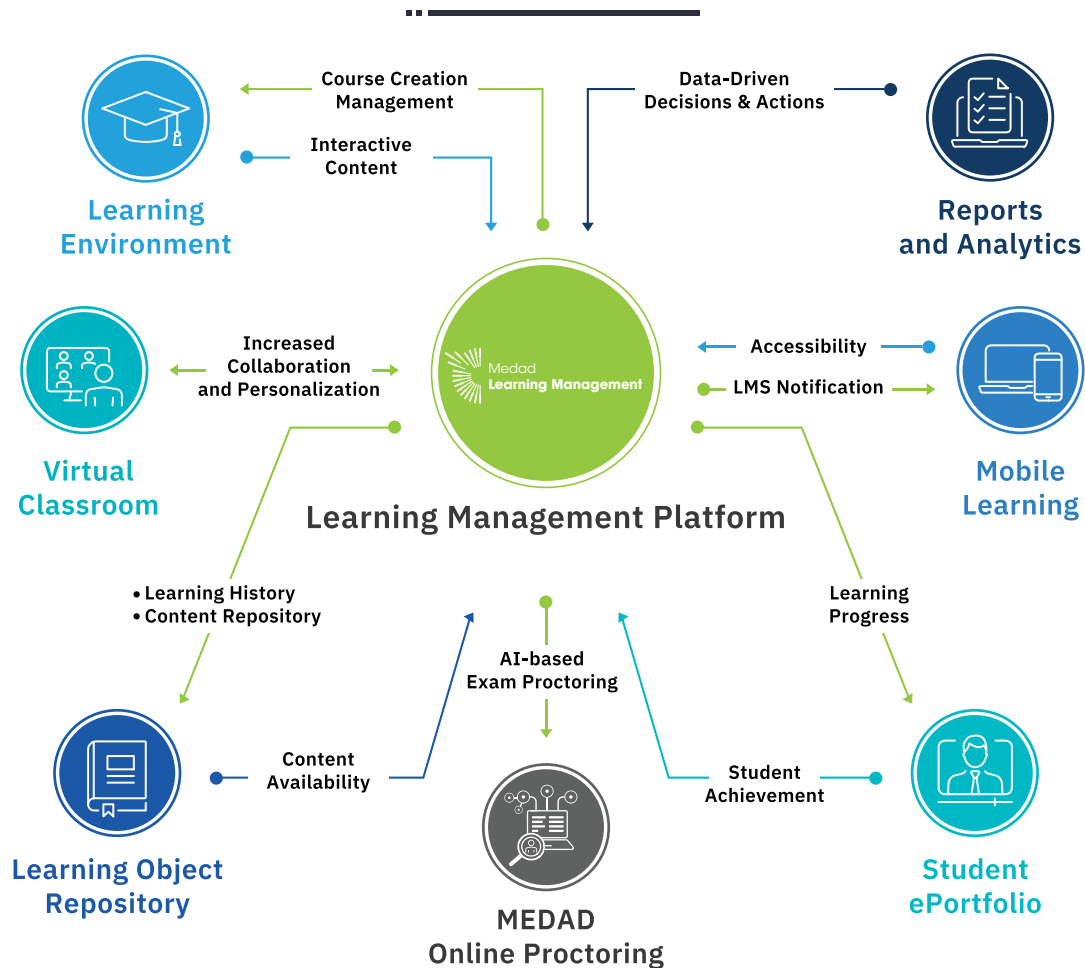 Course Creation
Management
Data-Driven
Decisions & Actions
Interactive
Content
Learning
Environment
Reports
and Analytics
Increased
Collaboration
and Personalization
Medad
Learning Management
Accessibility
LMS Notification
Virtual
Classroom
Mobile
Learning
Learning Management Platform
• Learning History
• Content Repository
Learning
Progress
AI-based
Exam Proctoring
Content
Availability
Student
Achievement
Learning Object
Repository
Student
ePortfolio
MEDAD
Online Proctoring